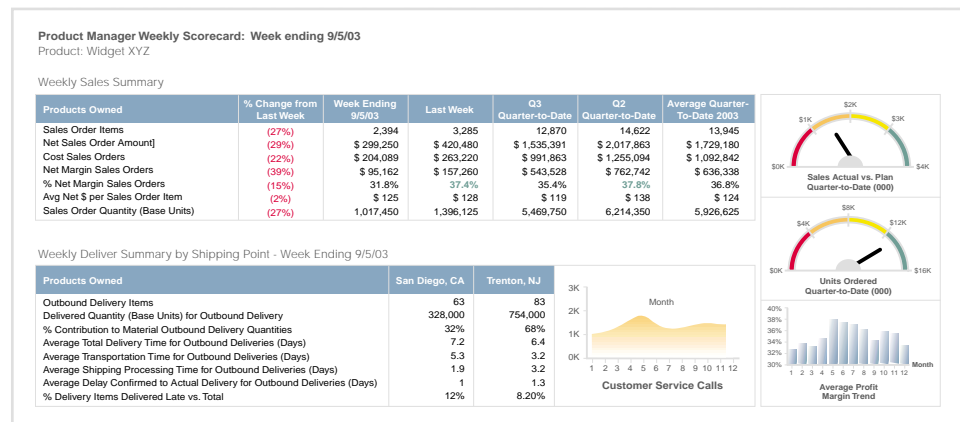 Product Manager Weekly Scorecard: Week ending 9/5/03
Product: Widget XYZ
Weekly Sales Summary
Products Owned % Change from Last Week Week Ending 9/5/03 Last Week Q3 Quarter-to-Date Q2 Quarter-to-Date Average Quarter-To-Date 2003
Sales Order Items (27%) 2,394 3,285 12,870 14,622 13,945
Net Sales Order Amount] (29%) $ 299,250 $ 420,480 $ 1,535,391 $ 2,017,863 $ 1,729,180
Cost Sales Orders (22%) $ 204,089 $ 263,220 $ 991,863 $ 1,255,094 $ 1,092,842
Net Margin Sales Orders (39%) $ 95,162 $ 157,260 $ 543,528 $ 762,742 $ 636,338
% Net Margin Sales Orders (15%) 31.8% 37.4% 35.4% 37.8% 36.8%
Avg Net $ per Sales Order Item (2%) $ 125 $ 128 $ 119 $ 138 $ 124
Sales Order Quantity (Base Units) (27%) 1,017,450 1,396,125 5,469,750 6,214,350 5,926,625
$0K $1K $2K $3K $4K
Sales Actual vs. Plan
Quarter-to-Date (000)
$0K $4K $8K $12K $16K
Units Ordered
Quarter-to-Date (000)
Weekly Deliver Summary by Shipping Point - Week Ending 9/5/03
Products Owned San Diego, CA Trenton, NJ
Outbound Delivery Items 63 83
Delivered Quantity (Base Units) for Outbound Delivery 328,000 754,000
% Contribution to Material Outbound Delivery Quantities 32% 68%
Average Total Delivery Time for Outbound Deliveries (Days) 7.2 6.4
Average Transportation Time for Outbound Deliveries (Days) 5.3 3.2
Average Shipping Processing Time for Outbound Deliveries (Days) 1.9 3.2
Average Delay Confirmed to Actual Delivery for Outbound Deliveries (Days) 1 1.3
% Delivery Items Delivered Late vs. Total 12% 8.20%
3K
2K
1K
0K
Month
1 2 3 4 5 6 7 8 9 10 11 12
Customer Service Calls
40%
38%
36%
34%
32%
30%
1 2 3 4 5 6 7 8 9 10 11 12
Month
Average Profit
Margin Trend